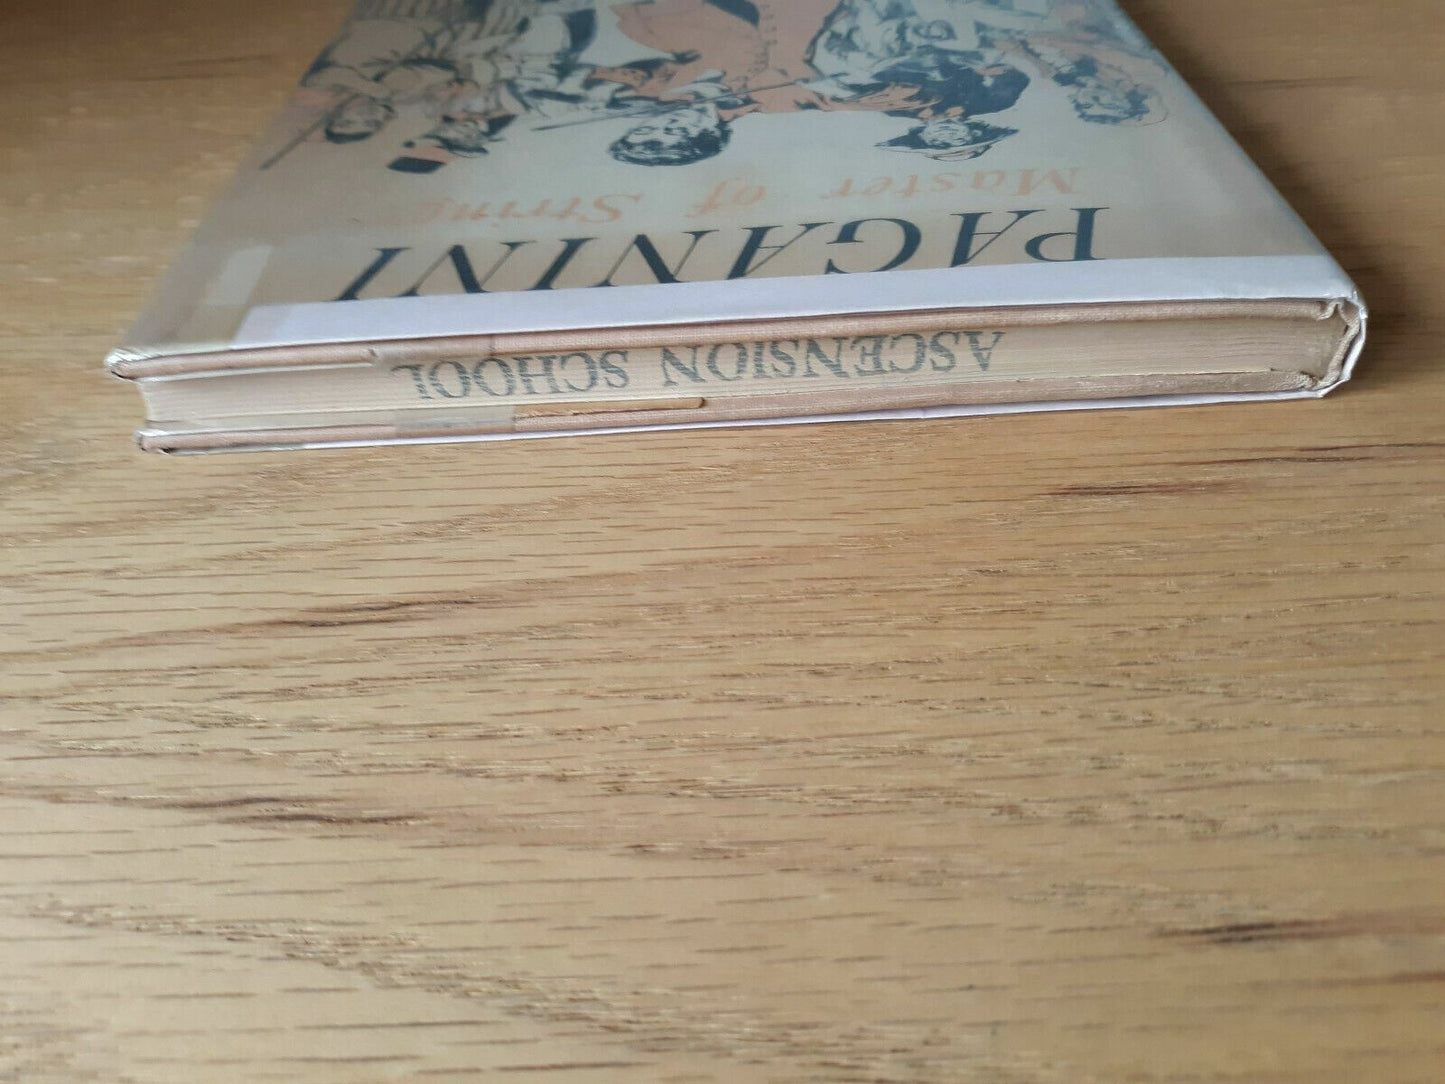 PAGANINI
Master of Strings
ASCENSION SCHOOL